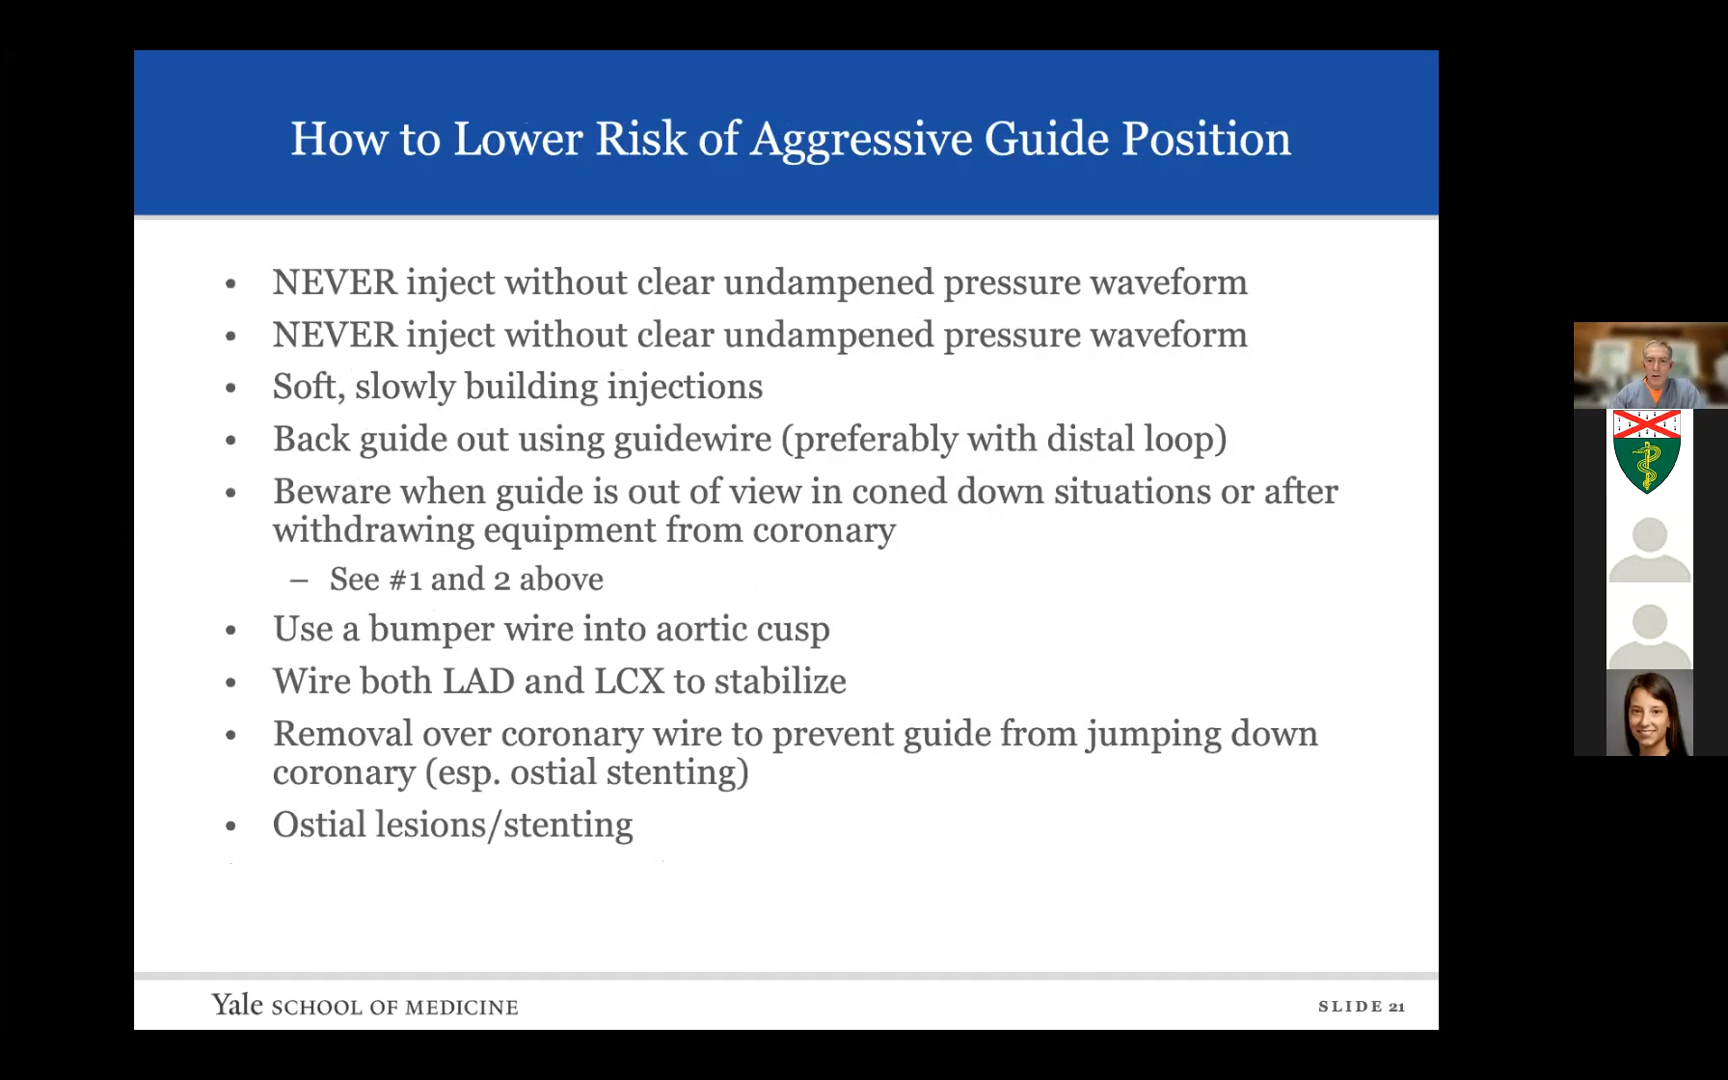 How to Lower Risk of Aggressive Guide Position
• NEVER inject without clear undampened pressure waveform
• NEVER inject without clear undampened pressure waveform
• Soft, slowly building injections
• Back guide out using guidewire (preferably with distal loop)
• Beware when guide is out of view in coned down situations or after
withdrawing equipment from coronary
– See #1 and 2 above
• Use a bumper wire into aortic cusp
• Wire both LAD and LCX to stabilize
• Removal over coronary wire to prevent guide from jumping down
coronary (esp. ostial stenting)
• Ostial lesions/stenting
Yale SCHOOL OF MEDICINE
SLIDE 21